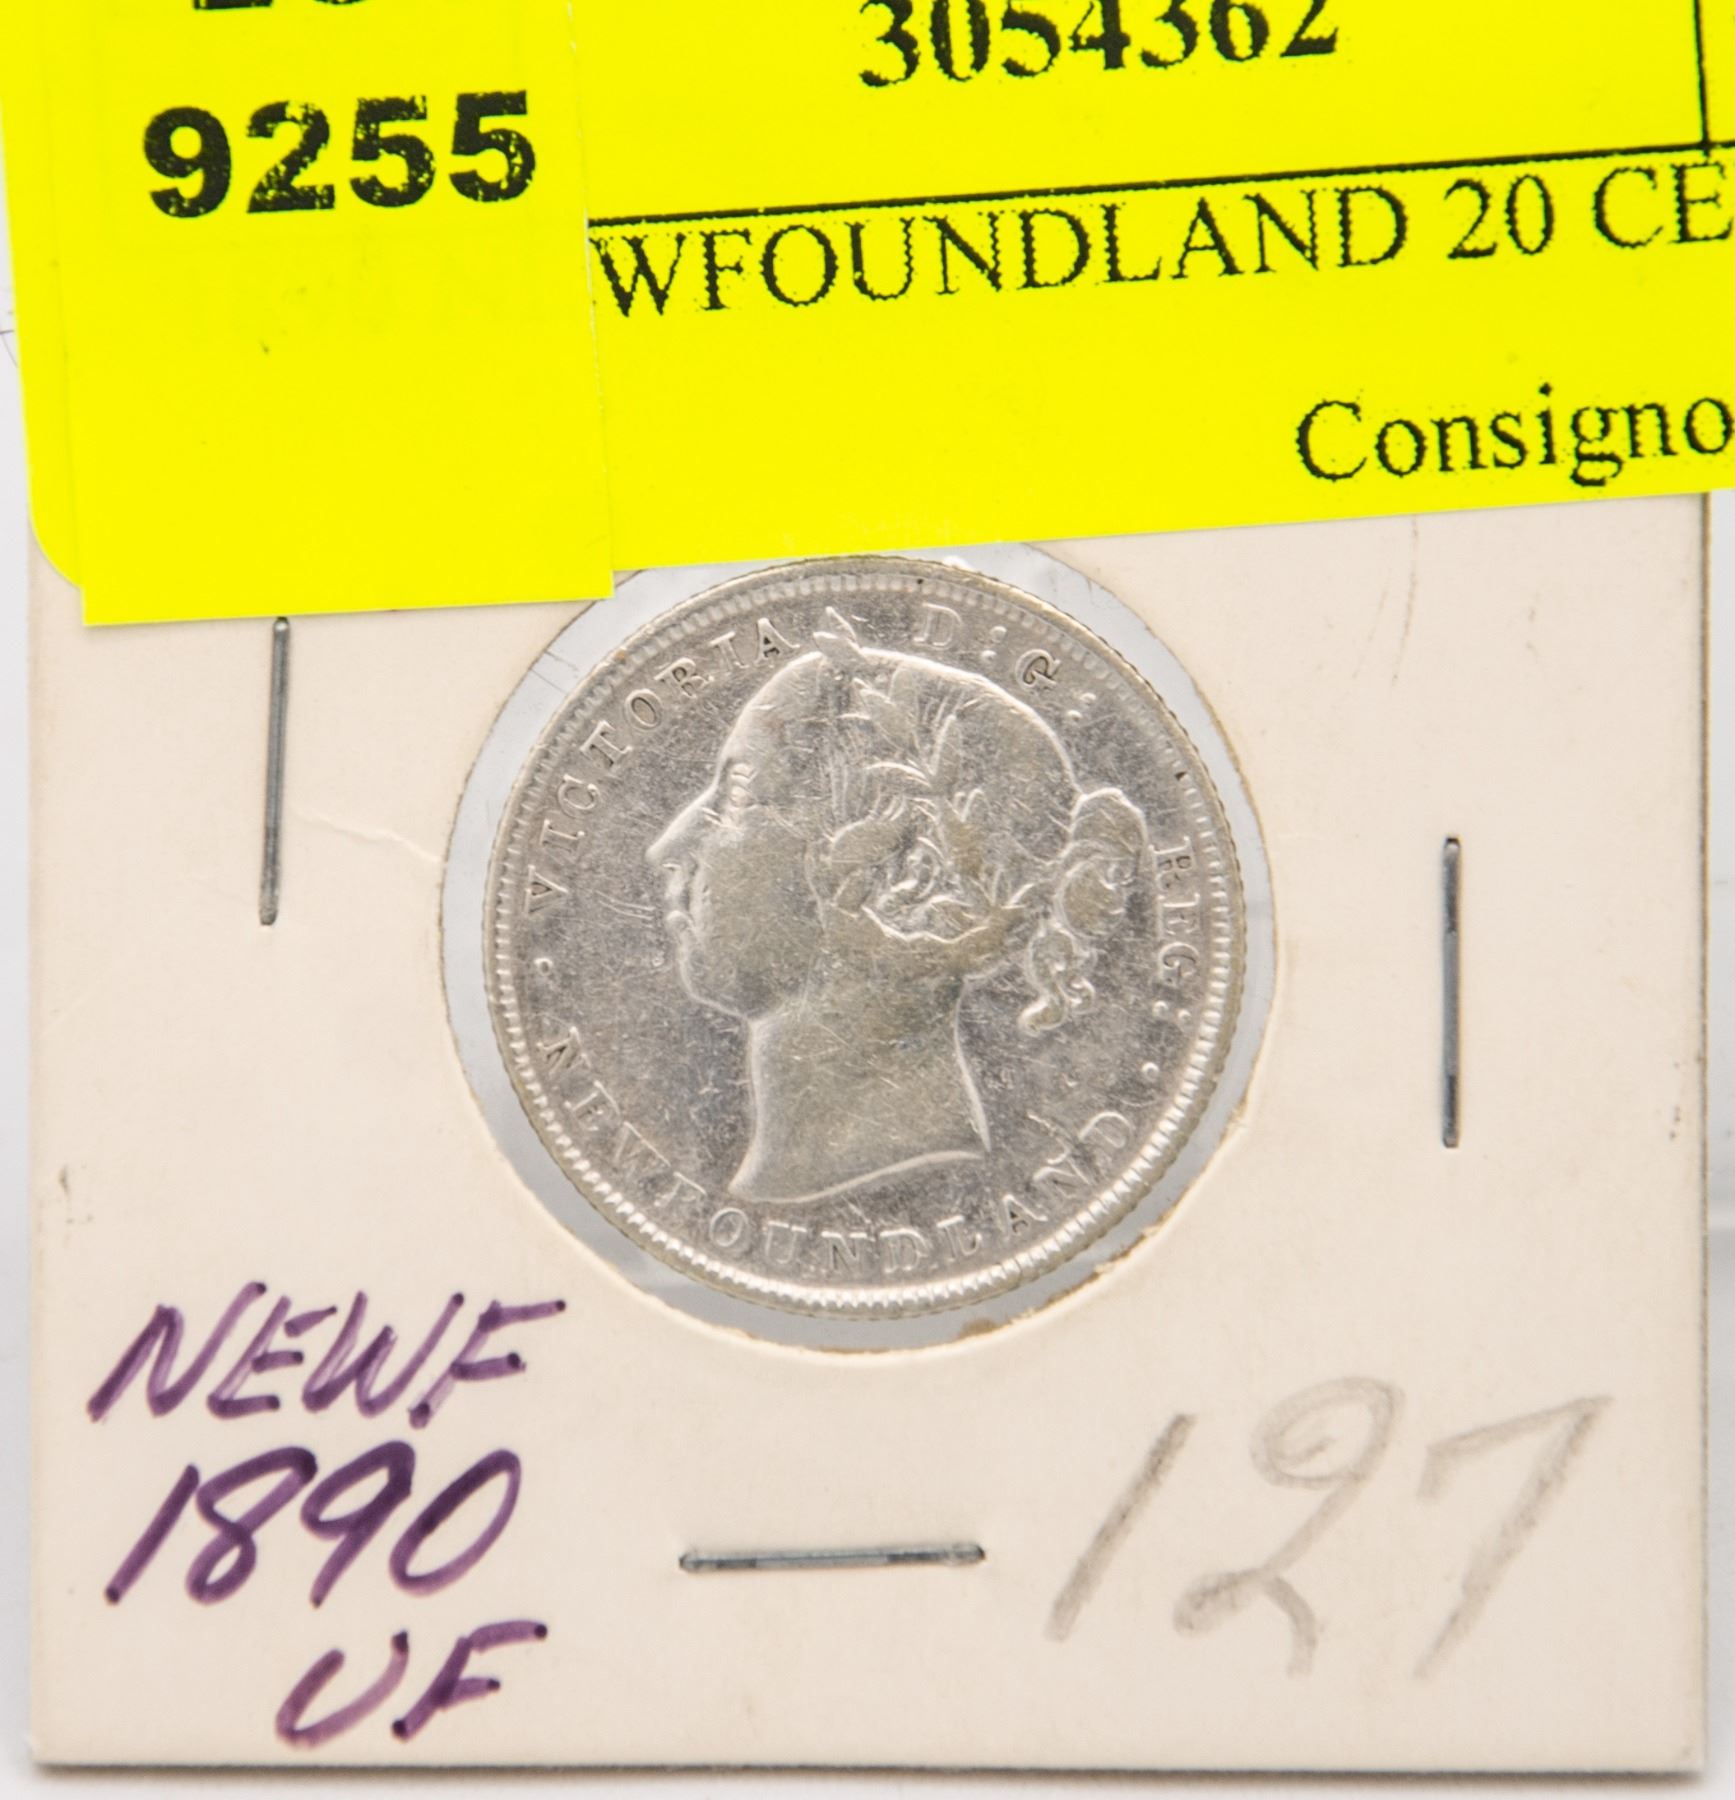 9255
3054362
WFOUNDLAND 20 CE
Consigno
VICTORIA D:G: REG:
NEWFOUNDLAND
NEWF
1890
VF
127